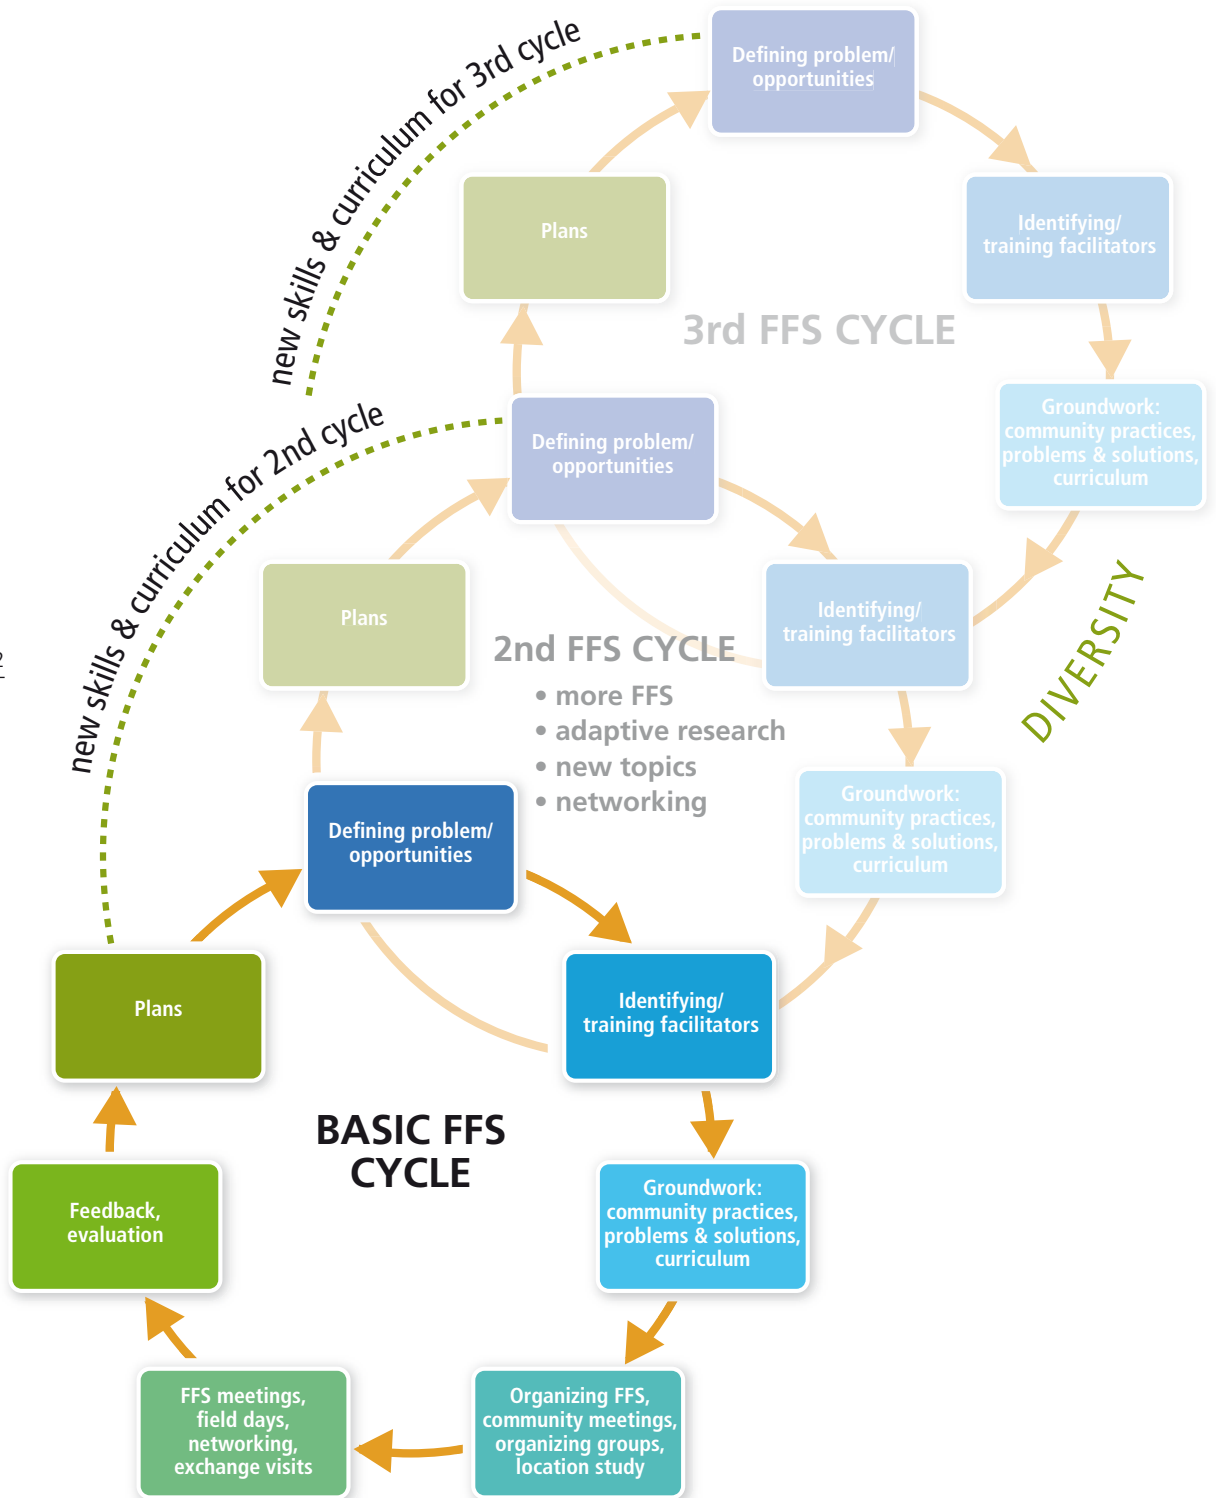 new skills & curriculum for 3rd cycle
Defining problem/
opportunities
Plans
Identifying/
training facilitators
3rd FFS CYCLE
Groundwork:
community practices,
problems & solutions,
curriculum
new skills & curriculum for 2nd cycle
Defining problem/
opportunities
Plans
Identifying/
training facilitators
DIVERSITY
2nd FFS CYCLE
• more FFS
• adaptive research
• new topics
• networking
Groundwork:
community practices,
problems & solutions,
curriculum
Defining problem/
opportunities
Plans
Identifying/
training facilitators
BASIC FFS
CYCLE
Feedback,
evaluation
Groundwork:
community practices,
problems & solutions,
curriculum
FFS meetings,
field days,
networking,
exchange visits
Organizing FFS,
community meetings,
organizing groups,
location study